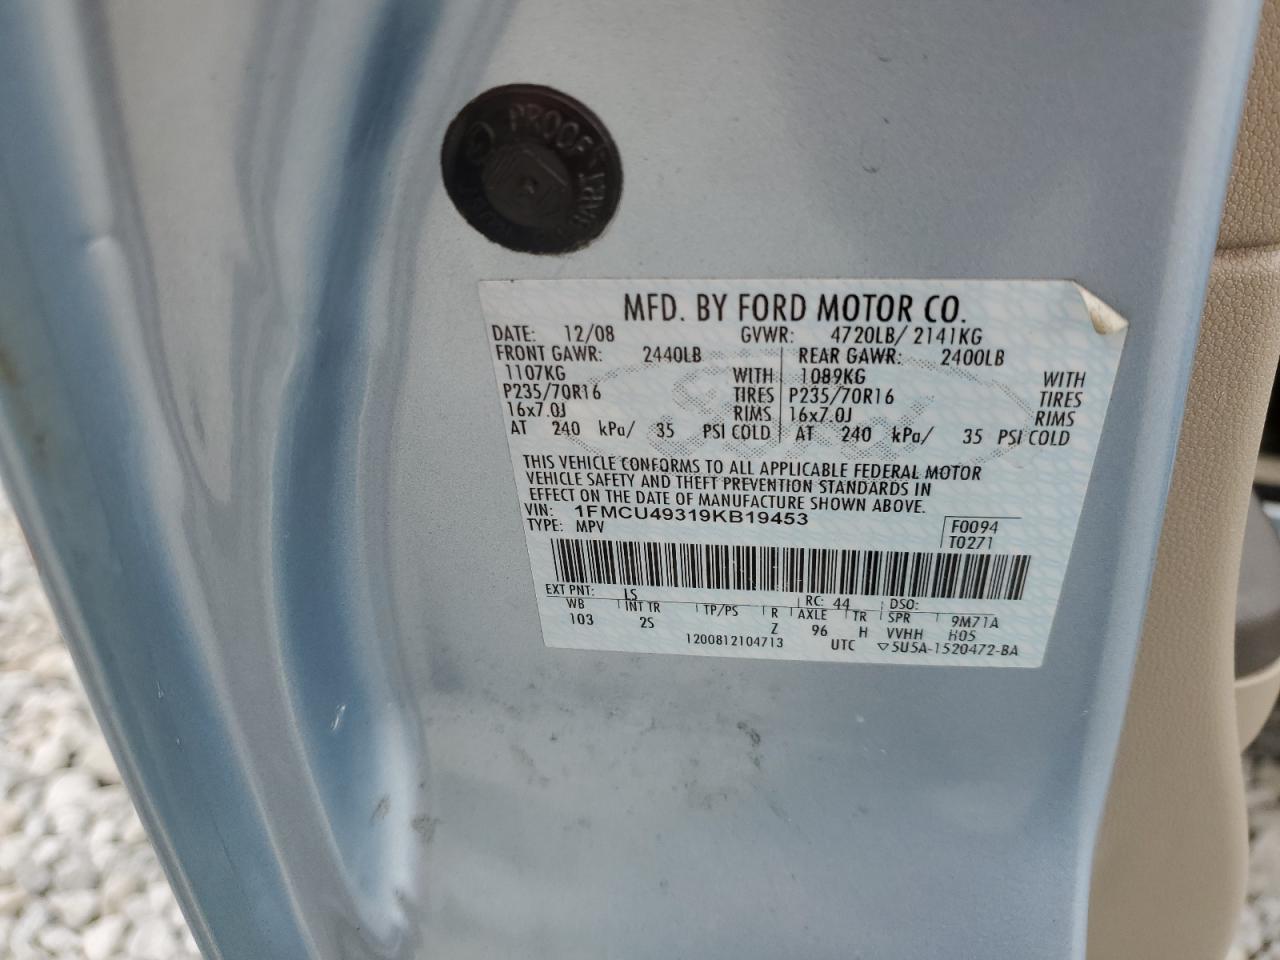 PROOF
MFD. BY FORD MOTOR CO.
DATE: 12/08 GVWR: 4720LB/ 2141KG
FRONT GAWR: 2440LB REAR GAWR: 2400LB
1107KG WITH 1089KG WITH
P235/70R16 TIRES P235/70R16 TIRES
16x7.0J RIMS 16x7.0J RIMS
AT 240 kPa/ 35 PSI COLD AT 240 kPa/ 35 PSI COLD
THIS VEHICLE CONFORMS TO ALL APPLICABLE FEDERAL MOTOR
VEHICLE SAFETY AND THEFT PREVENTION STANDARDS IN
EFFECT ON THE DATE OF MANUFACTURE SHOWN ABOVE.
VIN: 1FMCU49319KB19453
TYPE: MPV
F0094
T0271
EXT PNT: LS RC: 44 DSO:
WB INT TR TP/PS R AXLE TR SPR 9M71A
103 2S Z 96 H VVHH H05
1200812104713 UTC ▽5U5A-1520472-BA